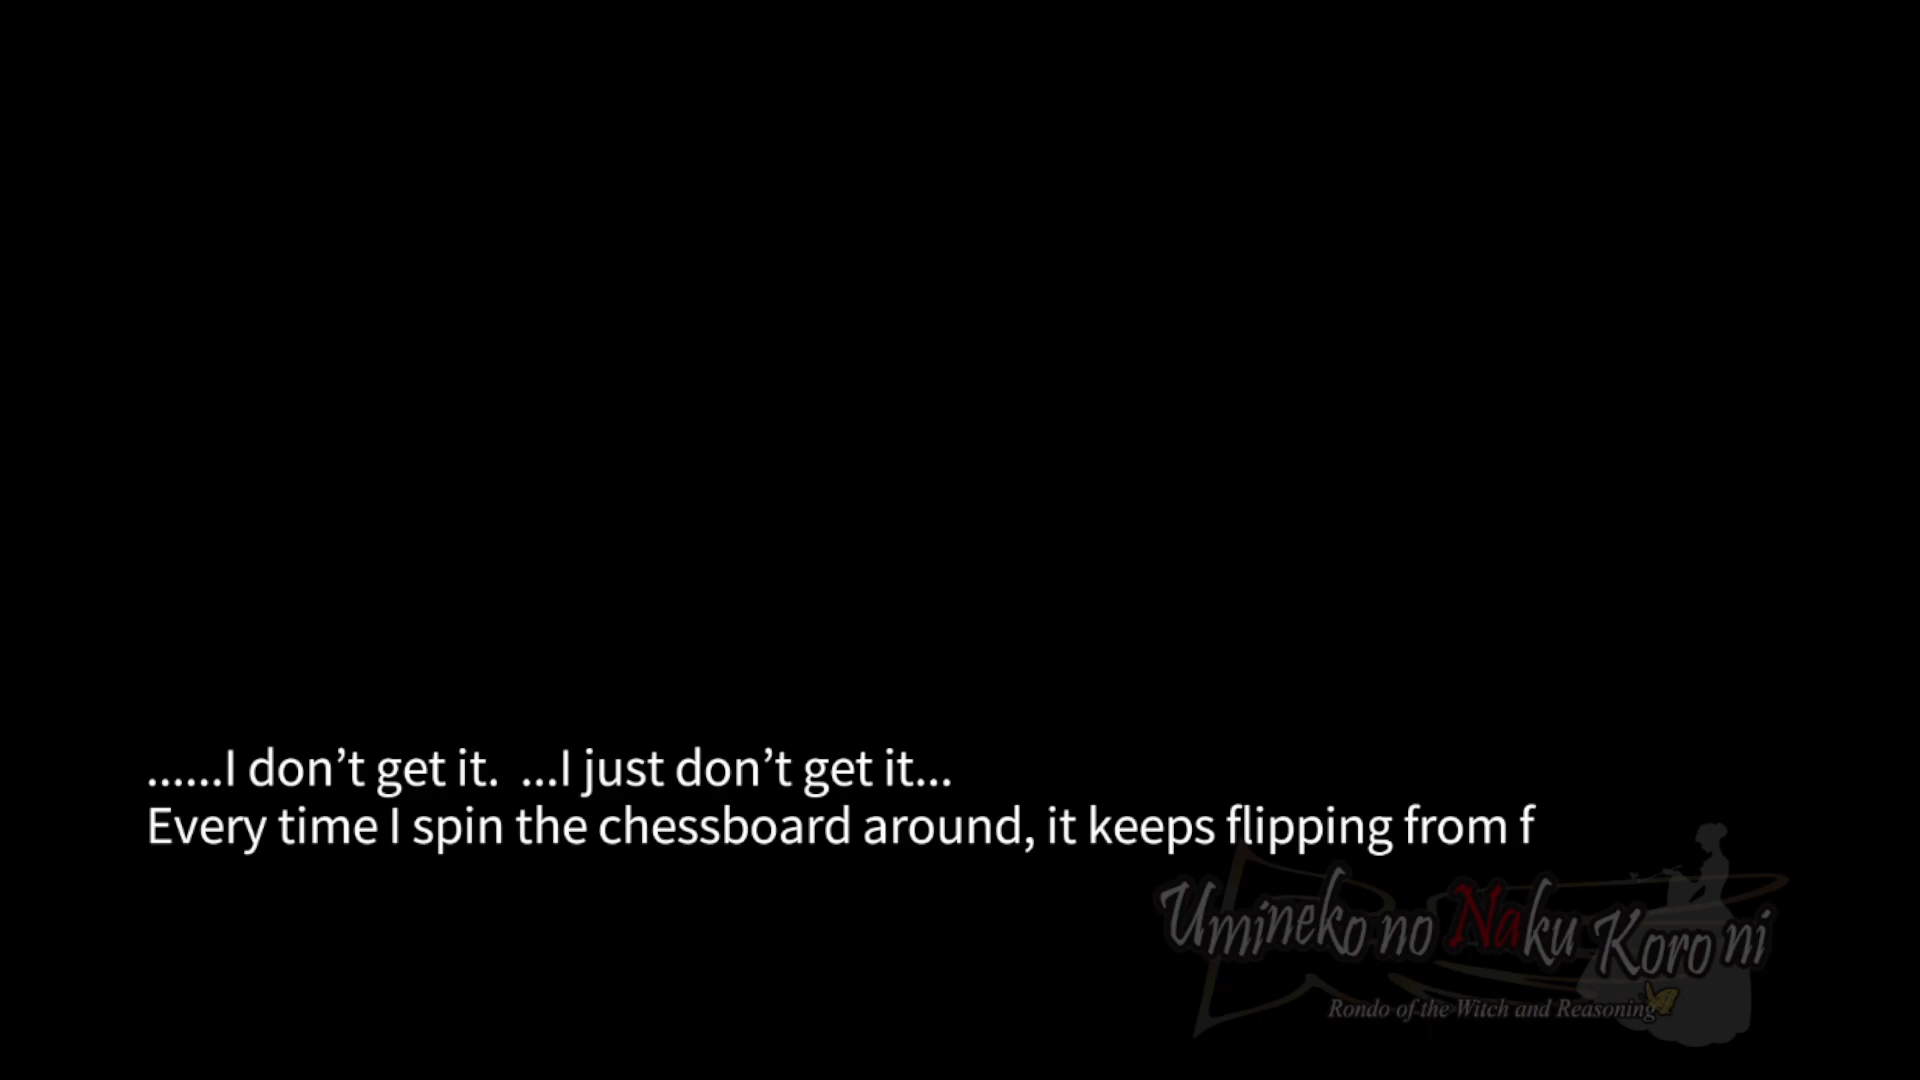 ......I don’t get it.  ...I just don’t get it...
Every time I spin the chessboard around, it keeps flipping from f
Umineko no Naku Koro ni
Rondo of the Witch and Reasoning